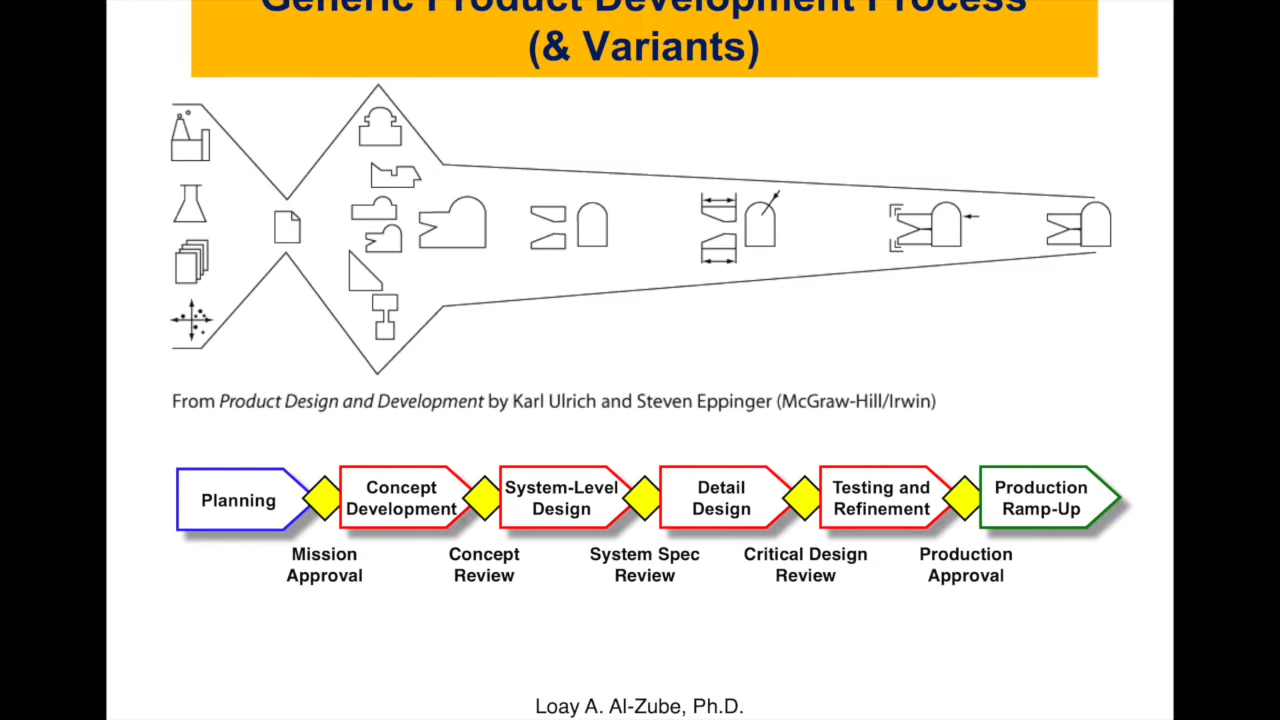 Generic Product Development Process
(& Variants)
From Product Design and Development by Karl Ulrich and Steven Eppinger (McGraw-Hill/Irwin)
Planning
Concept
Development
System-Level
Design
Detail
Design
Testing and
Refinement
Production
Ramp-Up
Mission
Approval
Concept
Review
System Spec
Review
Critical Design
Review
Production
Approval
Loay A. Al-Zube, Ph.D.